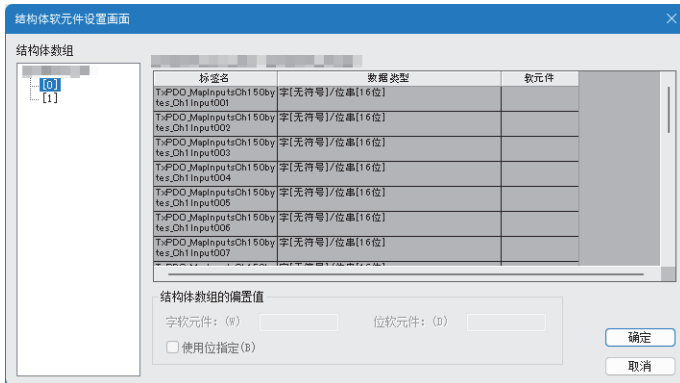 结构体软元件设置画面
结构体数组
[0]
[1]
标签名 数据类型 软元件
TxPDO_MapInputsCh150by 字[无符号]/位串[16位]
tes_Ch1Input001
TxPDO_MapInputsCh150by 字[无符号]/位串[16位]
tes_Ch1Input002
TxPDO_MapInputsCh150by 字[无符号]/位串[16位]
tes_Ch1Input003
TxPDO_MapInputsCh150by 字[无符号]/位串[16位]
tes_Ch1Input004
TxPDO_MapInputsCh150by 字[无符号]/位串[16位]
tes_Ch1Input005
TxPDO_MapInputsCh150by 字[无符号]/位串[16位]
tes_Ch1Input006
TxPDO_MapInputsCh150by 字[无符号]/位串[16位]
tes_Ch1Input007
结构体数组的偏置值
字软元件: (W) 位软元件: (D)
使用位指定(B)
确定
取消